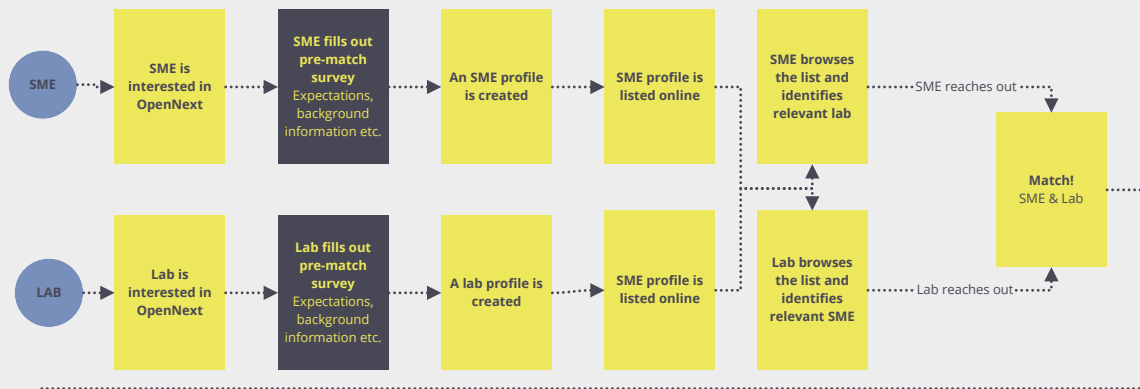 SME
SME is
interested in
OpenNext
SME fills out
pre-match
survey
Expectations,
background
information etc.
An SME profile
is created
SME profile is
listed online
SME browses
the list and
identifies
relevant lab
SME reaches out
Match!
SME & Lab
LAB
Lab is
interested in
OpenNext
Lab fills out
pre-match
survey
Expectations,
background
information etc.
A lab profile is
created
SME profile is
listed online
Lab browses
the list and
identifies
relevant SME
Lab reaches out